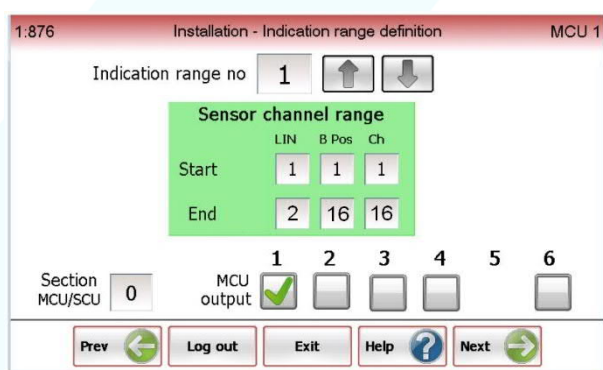 1:876 Installation - Indication range definition MCU 1
Indication range no 1
Sensor channel range
LIN B Pos Ch
Start 1 1 1
End 2 16 16
1 2 3 4 5 6
Section MCU/SCU 0 MCU output
Prev Log out Exit Help ? Next